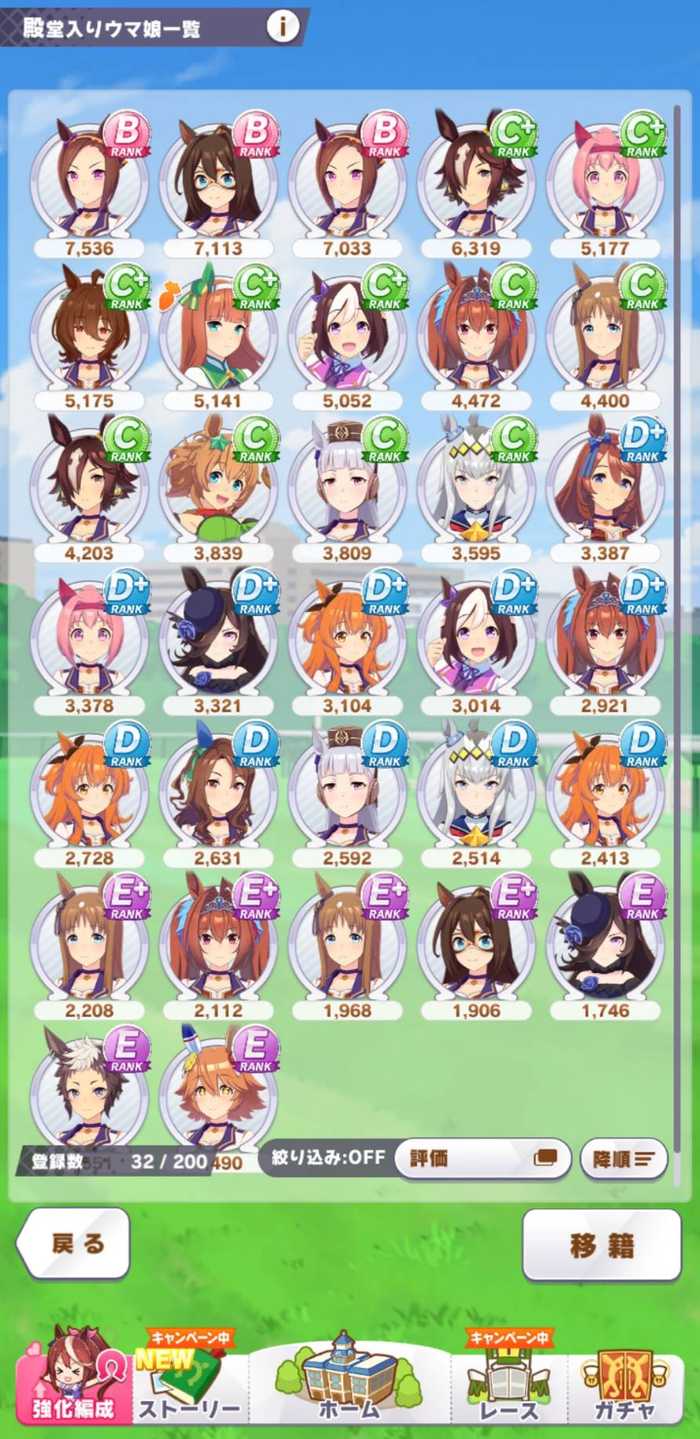 殿堂入りウマ娘一覧 i
B RANK B RANK B RANK C+ RANK C+ RANK
7,536 7,113 7,033 6,319 5,177
C+ RANK C+ RANK C+ RANK C RANK C RANK
5,175 5,141 5,052 4,472 4,400
C RANK C RANK C RANK C RANK D+ RANK
4,203 3,839 3,809 3,595 3,387
D+ RANK D+ RANK D+ RANK D+ RANK D+ RANK
3,378 3,321 3,104 3,014 2,921
D RANK D RANK D RANK D RANK D RANK
2,728 2,631 2,592 2,514 2,413
E+ RANK E+ RANK E+ RANK E+ RANK E RANK
2,208 2,112 1,968 1,906 1,746
E RANK E RANK
登録数 32 / 200 490 絞り込み:OFF 評価 降順
戻る 移籍
キャンペーン中 キャンペーン中
NEW
強化編成 ストーリー ホーム レース ガチャ